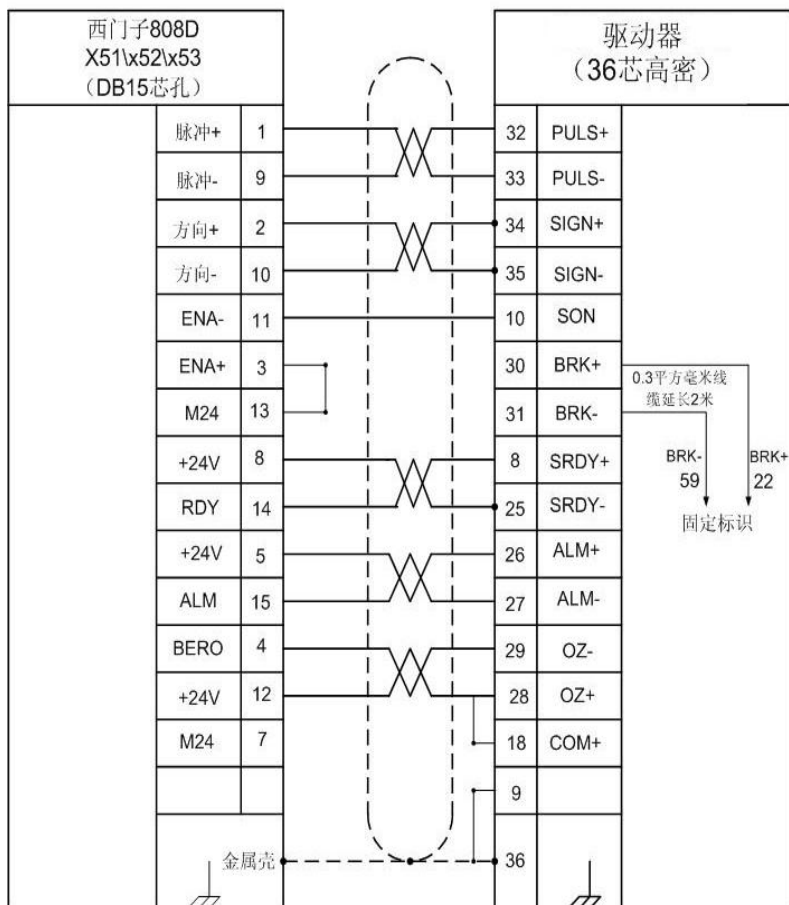 西门子808D
X51\x52\x53
（DB15芯孔）
驱动器
（36芯高密）
脉冲+ 1 32 PULS+
脉冲- 9 33 PULS-
方向+ 2 34 SIGN+
方向- 10 35 SIGN-
ENA- 11 10 SON
ENA+ 3 30 BRK+
0.3平方毫米线
缆延长2米
M24 13 31 BRK-
+24V 8 8 SRDY+
BRK- BRK+
59 22
RDY 14 25 SRDY-
固定标识
+24V 5 26 ALM+
ALM 15 27 ALM-
BERO 4 29 OZ-
+24V 12 28 OZ+
M24 7 18 COM+
9
金属壳 36